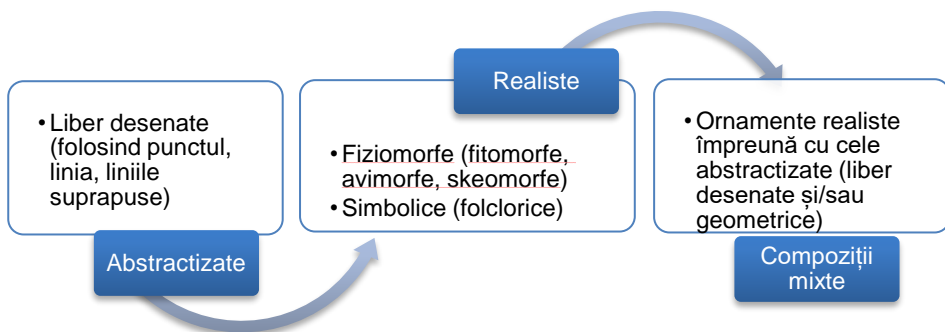 • Liber desenate
(folosind punctul,
linia, liniile
suprapuse)
Abstractizate
Realiste
• Fiziomorfe (fitomorfe,
avimorfe, skeomorfe)
• Simbolice (folclorice)
• Ornamente realiste
împreună cu cele
abstractizate (liber
desenate și/sau
geometrice)
Compoziții
mixte